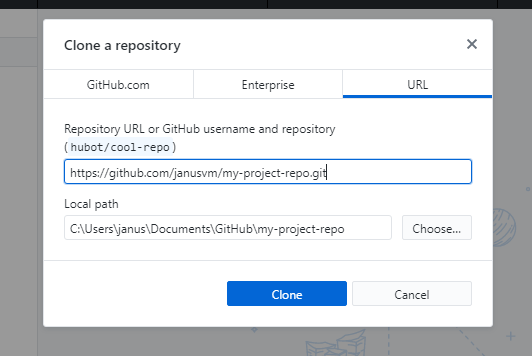 Clone a repository
GitHub.com Enterprise URL
Repository URL or GitHub username and repository
(hubot/cool-repo)
https://github.com/janusvm/my-project-repo.git
Local path
C:\Users\janus\Documents\GitHub\my-project-repo Choose...
Clone Cancel